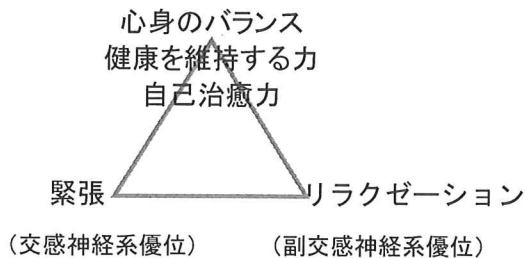 心身のバランス
健康を維持する力
自己治癒力
緊張
リラクゼーション
(交感神経系優位)
(副交感神経系優位)